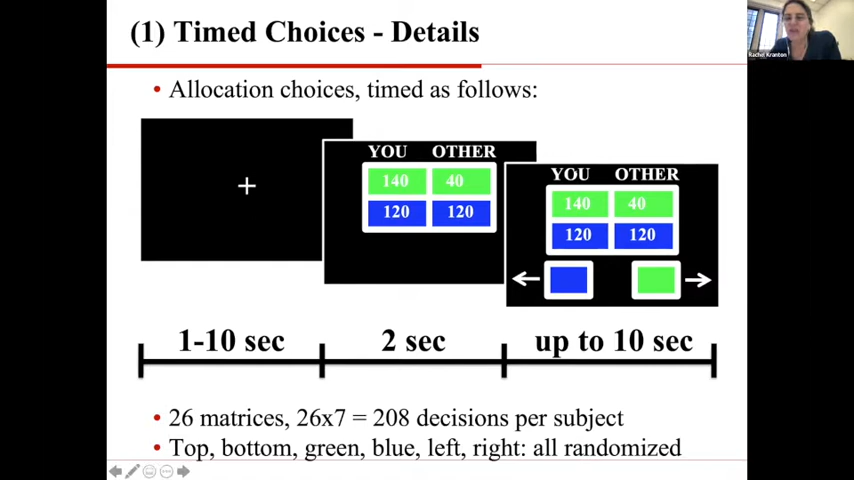 (1) Timed Choices - Details
Rachel Kranton
• Allocation choices, timed as follows:
+
YOU OTHER
140 40
120 120
YOU OTHER
140 40
120 120
1-10 sec
2 sec
up to 10 sec
• 26 matrices, 26x7 = 208 decisions per subject
• Top, bottom, green, blue, left, right: all randomized